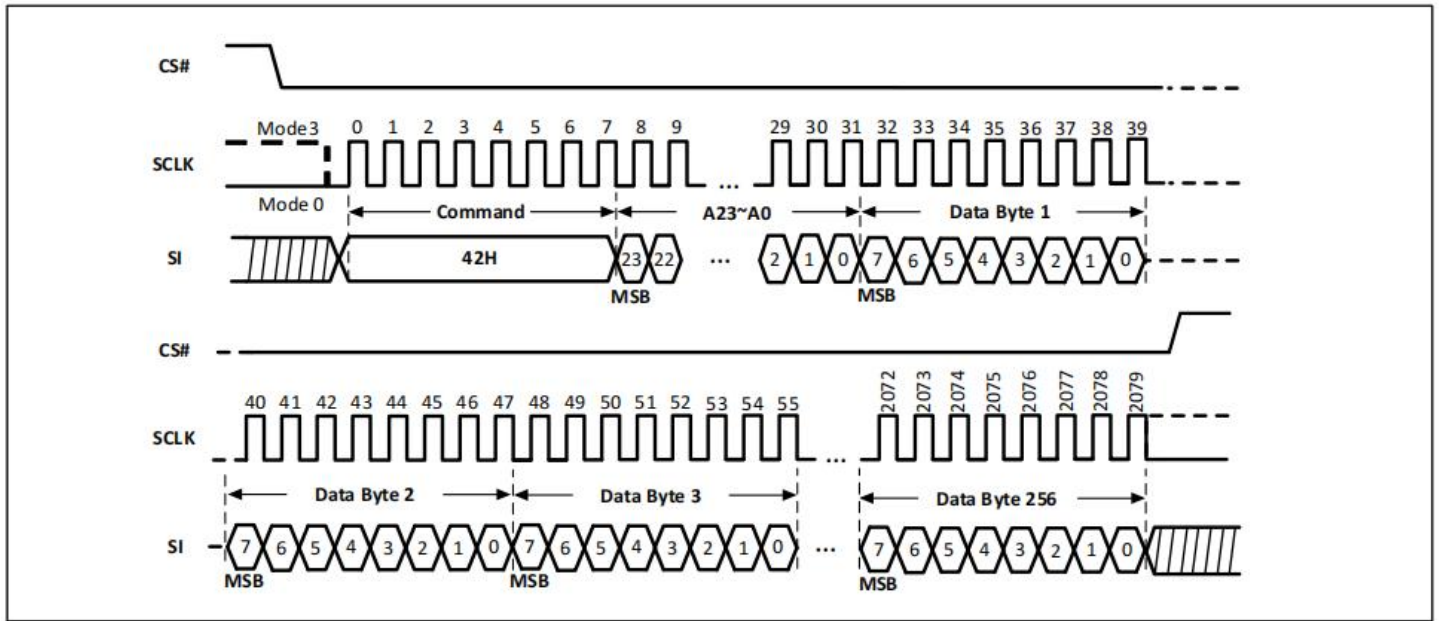 CS#
Mode3 0 1 2 3 4 5 6 7 8 9 29 30 31 32 33 34 35 36 37 38 39
SCLK ...
Mode 0 Command A23~A0 Data Byte 1
SI 42H 23 22 ... 2 1 0 7 6 5 4 3 2 1 0
MSB MSB
CS#
40 41 42 43 44 45 46 47 48 49 50 51 52 53 54 55 2072 2073 2074 2075 2076 2077 2078 2079
SCLK ...
Data Byte 2 Data Byte 3 Data Byte 256
SI 7 6 5 4 3 2 1 0 7 6 5 4 3 2 1 0 ... 7 6 5 4 3 2 1 0
MSB MSB MSB